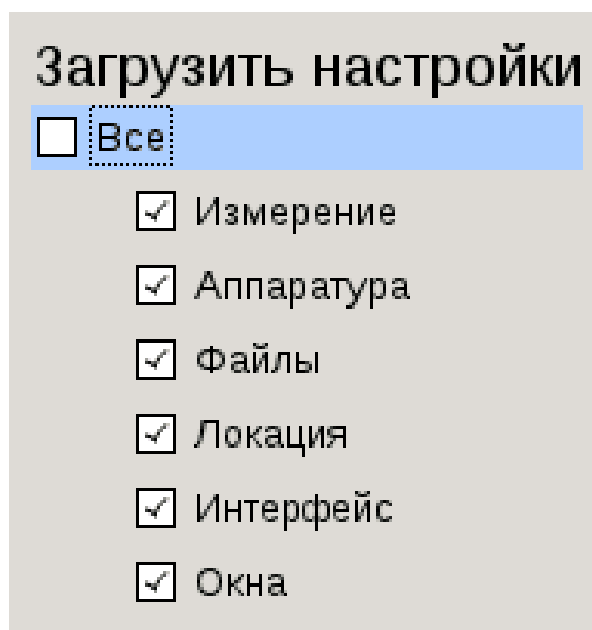 Загрузить настройки
Все
Измерение
Аппаратура
Файлы
Локация
Интерфейс
Окна